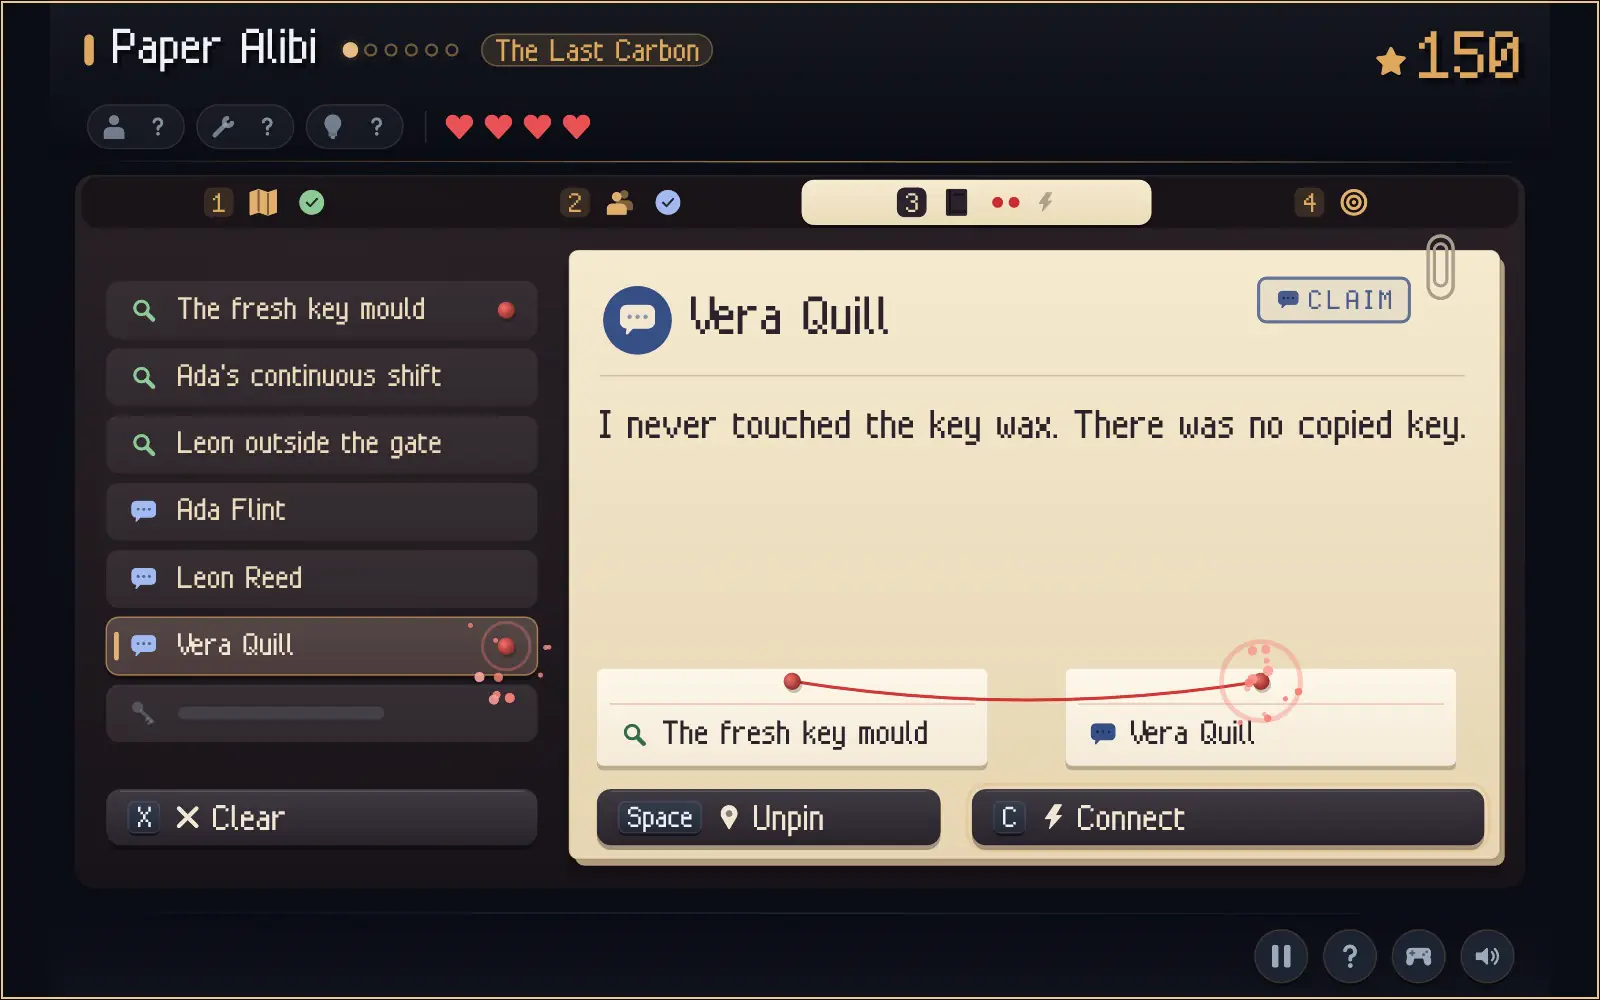 Paper Alibi
The Last Carbon
150
?
?
?
1
2
3
4
The fresh key mould
Ada's continuous shift
Leon outside the gate
Ada Flint
Leon Reed
Vera Quill
X Clear
Vera Quill
CLAIM
I never touched the key wax. There was no copied key.
The fresh key mould
Vera Quill
Space Unpin
C Connect
?